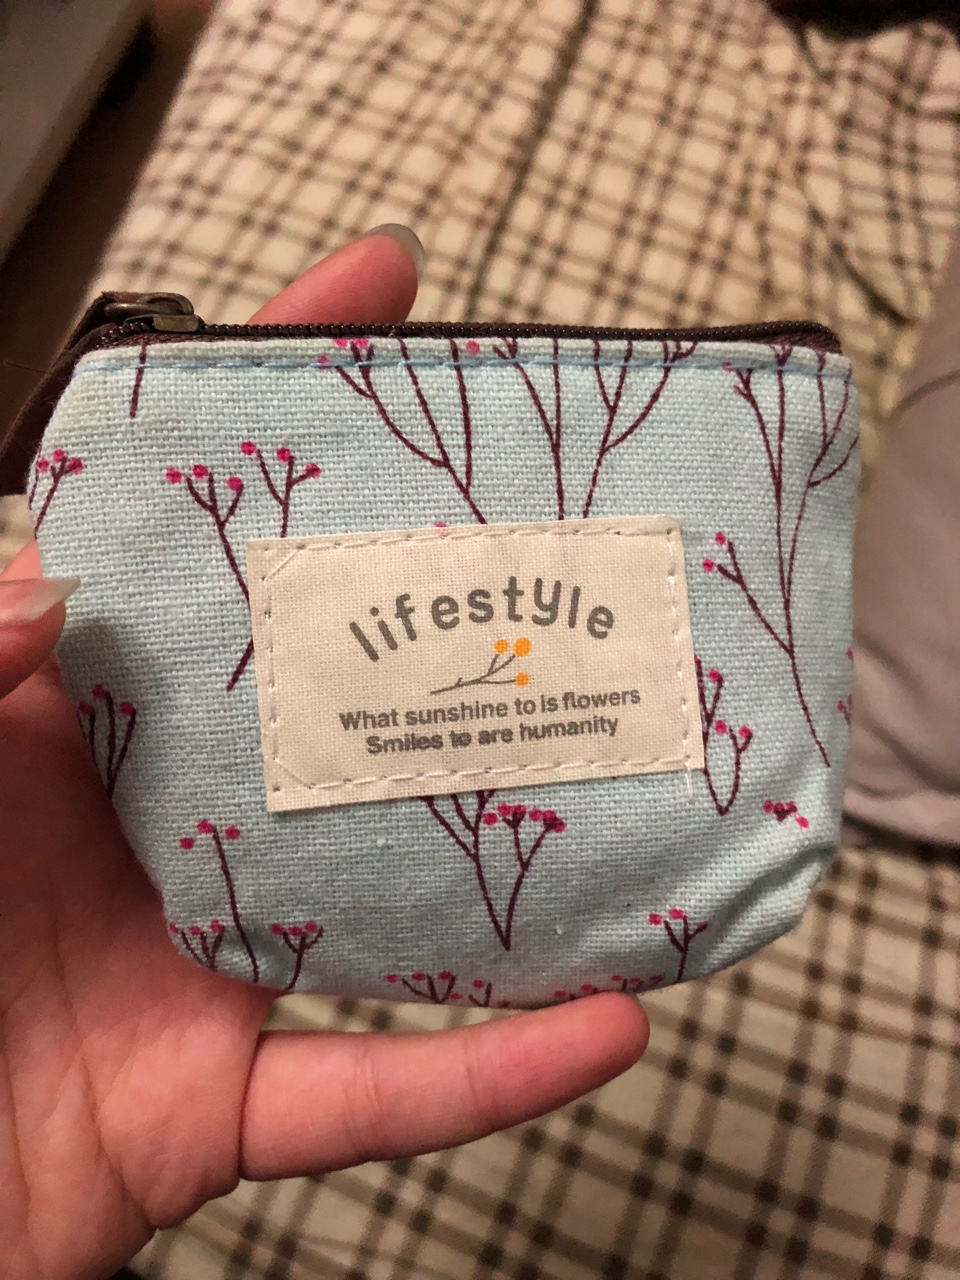 lifestyle
What sunshine to is flowers
Smiles to are humanity